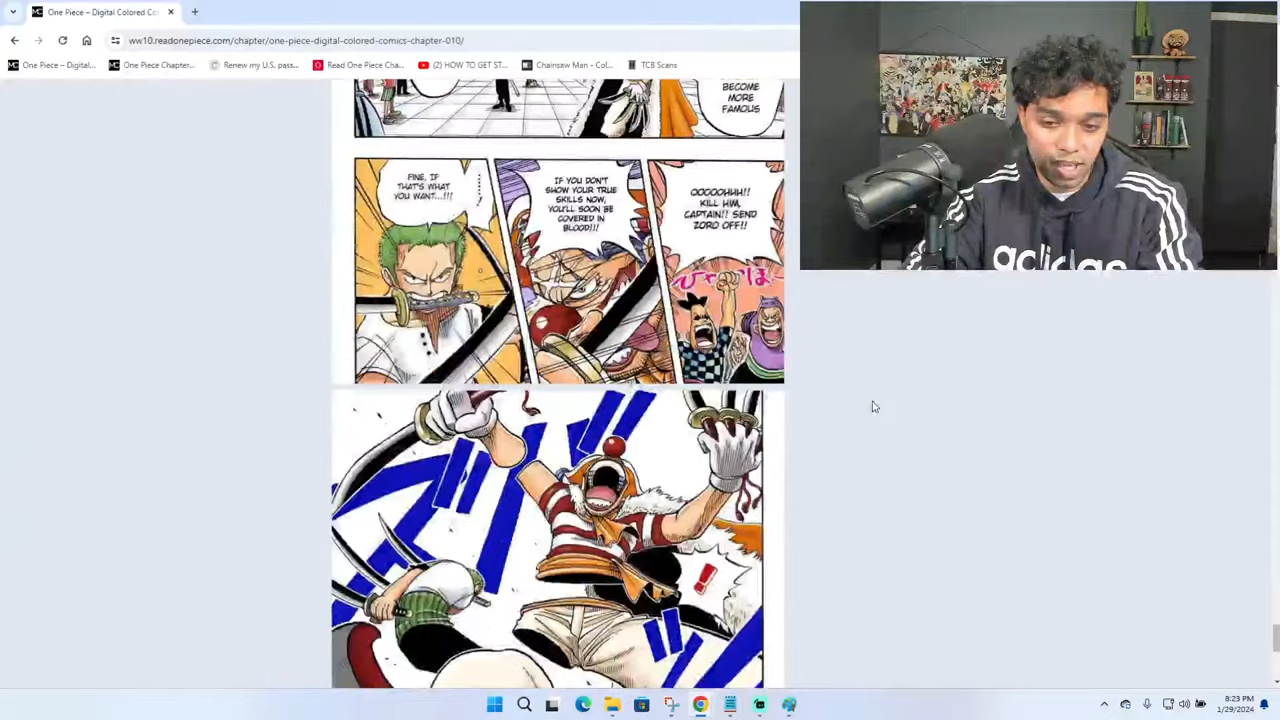 One Piece – Digital Colored Co
ww10.readonepiece.com/chapter/one-piece-digital-colored-comics-chapter-010/
One Piece – Digital...
One Piece Chapter...
Renew my U.S. pass...
Read One Piece Cha...
(2) HOW TO GET ST...
Chainsaw Man - Col...
TCB Scans
BECOME
MORE
FAMOUS
OOOOOHHH!!
KILL HIM,
CAPTAIN!! SEND
ZORO OFF!!
IF YOU DON'T
SHOW YOUR TRUE
SKILLS NOW,
YOU'LL SOON BE
COVERED IN
BLOOD!!!
FINE, IF
THAT'S WHAT
YOU WANT...!!!
adidas
8:23 PM
1/29/2024